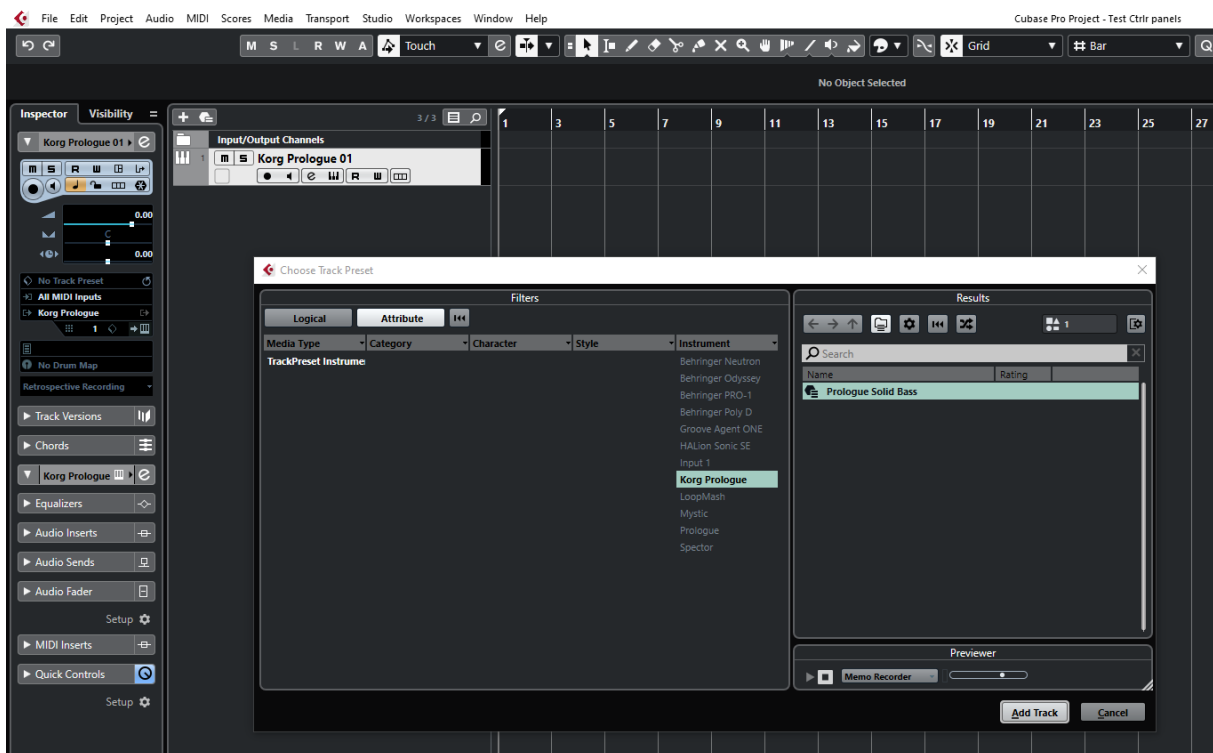 File Edit Project Audio MIDI Scores Media Transport Studio Workspaces Window Help
Cubase Pro Project - Test Ctrlr panels
M S L R W A Touch Grid Bar Q
No Object Selected
Inspector Visibility
Korg Prologue 01
m S R W
0.00
C
0.00
No Track Preset
All MIDI Inputs
Korg Prologue
1
No Drum Map
Retrospective Recording
Track Versions
Chords
Korg Prologue
Equalizers
Audio Inserts
Audio Sends
Audio Fader
Setup
MIDI Inserts
Quick Controls
Setup
3 / 3
1 3 5 7 9 11 13 15 17 19 21 23 25 27
Input/Output Channels
1 m S Korg Prologue 01
R W
Choose Track Preset
Filters
Logical Attribute
Media Type Category Character Style Instrument
TrackPreset Instrume
Behringer Neutron
Behringer Odyssey
Behringer PRO-1
Behringer Poly D
Groove Agent ONE
HALion Sonic SE
Input 1
Korg Prologue
LoopMash
Mystic
Prologue
Spector
Results
1
Search
Name Rating
Prologue Solid Bass
Previewer
Memo Recorder
Add Track Cancel